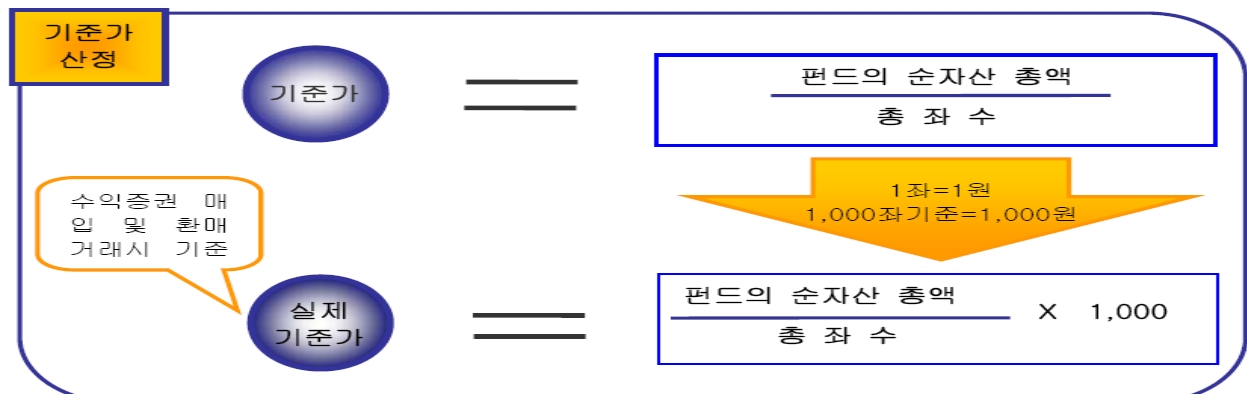 기준가
산정
기준가
펀드의 순자산 총액
총 좌 수
1좌=1원
1,000좌기준=1,000원
수익증권 매
입 및 환매
거래시 기준
실제
기준가
펀드의 순자산 총액
총 좌 수
X 1,000